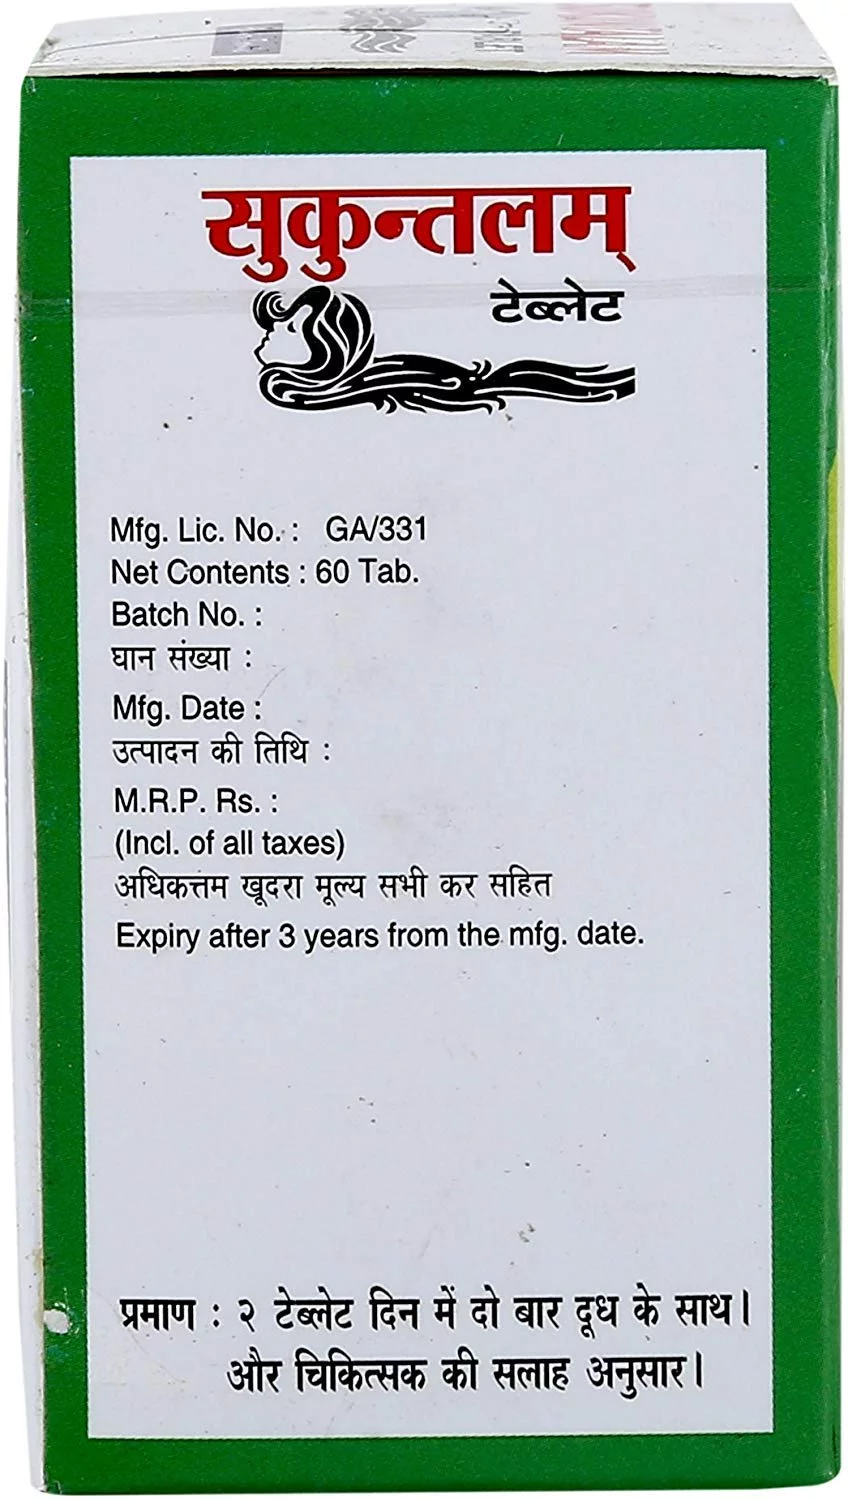 सुकुन्तलम्
टेब्लेट
Mfg. Lic. No. : GA/331
Net Contents : 60 Tab.
Batch No. :
घान संख्या :
Mfg. Date :
उत्पादन की तिथि :
M.R.P. Rs. :
(Incl. of all taxes)
अधिकत्तम खूदरा मूल्य सभी कर सहित
Expiry after 3 years from the mfg. date.
प्रमाण : २ टेब्लेट दिन में दो बार दूध के साथ।
और चिकित्सक की सलाह अनुसार।